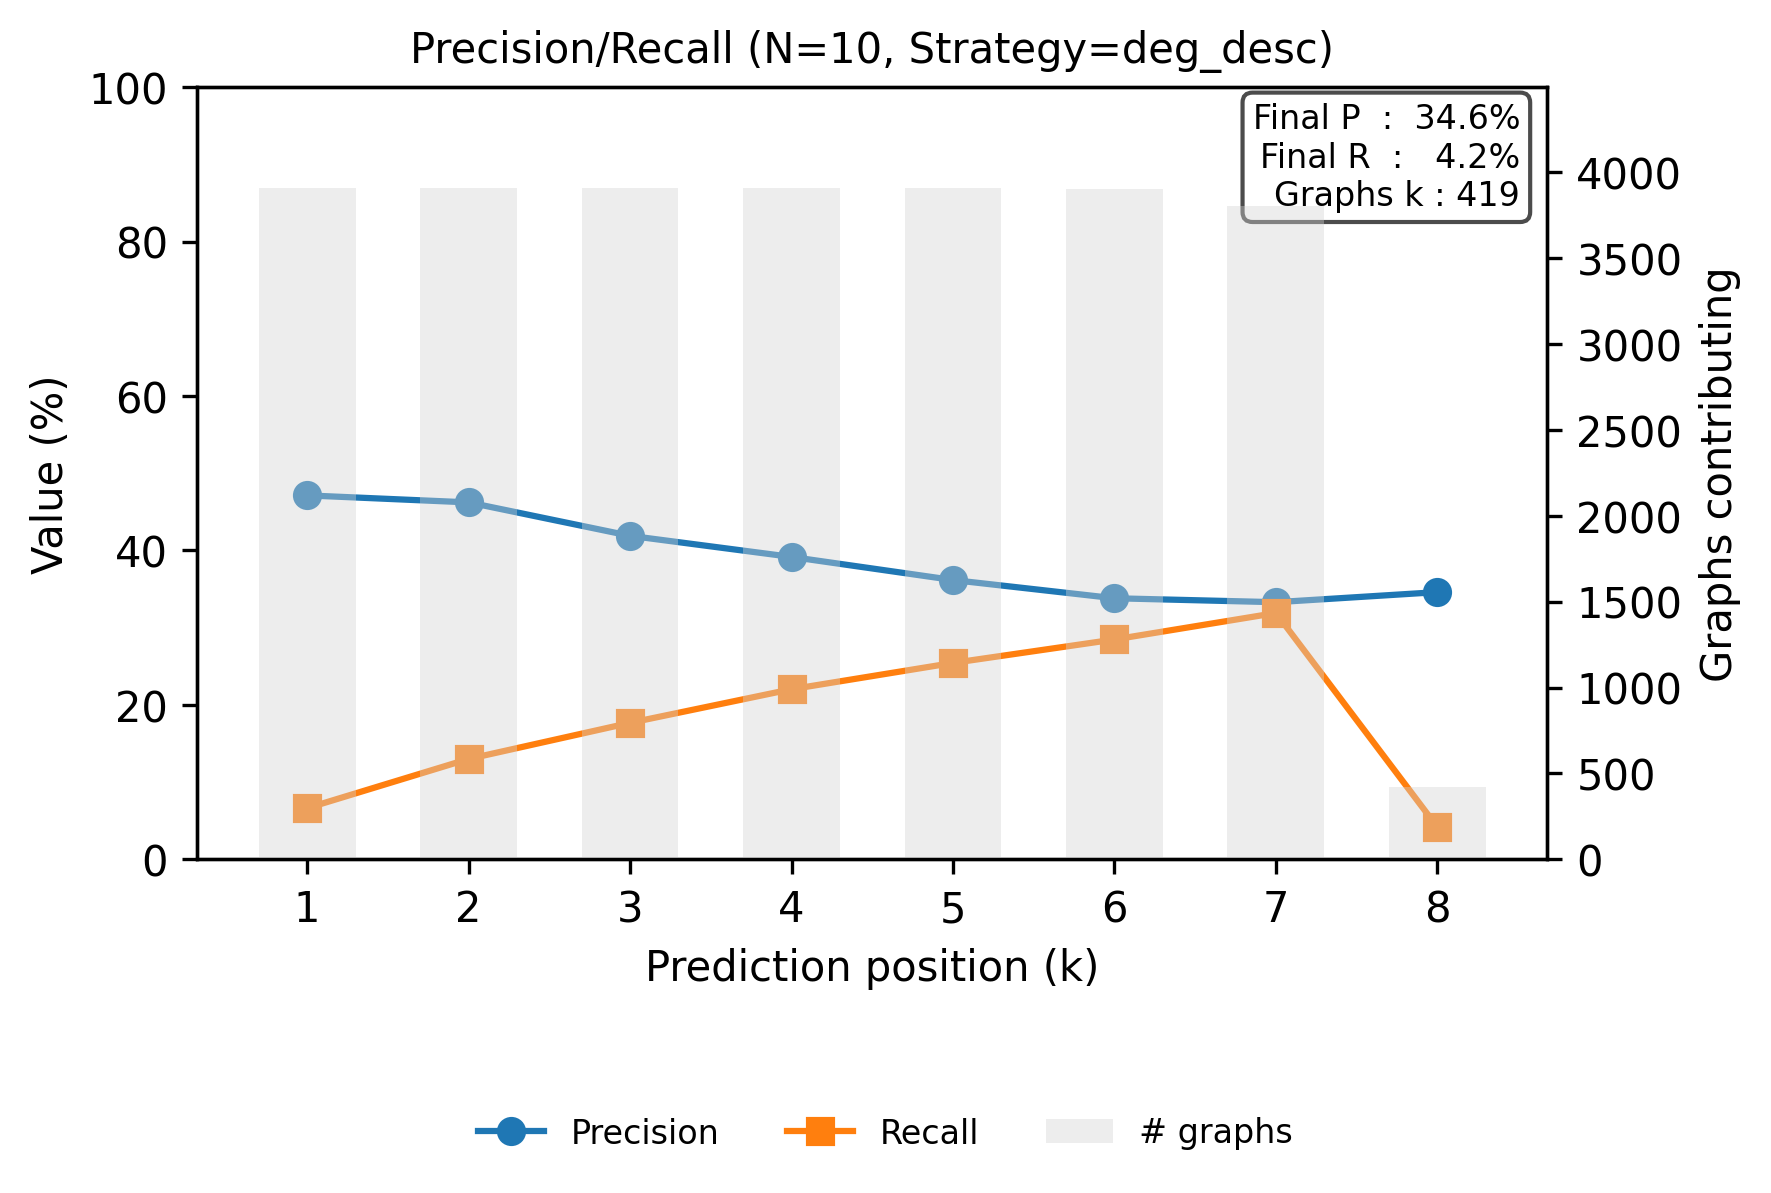 Precision/Recall (N=10, Strategy=deg_desc)
Final P : 34.6%
Final R : 4.2%
Graphs k : 419
100
80
60
40
20
0
Value (%)
4000
3500
3000
2500
2000
1500
1000
500
0
Graphs contributing
1 2 3 4 5 6 7 8
Prediction position (k)
Precision Recall # graphs